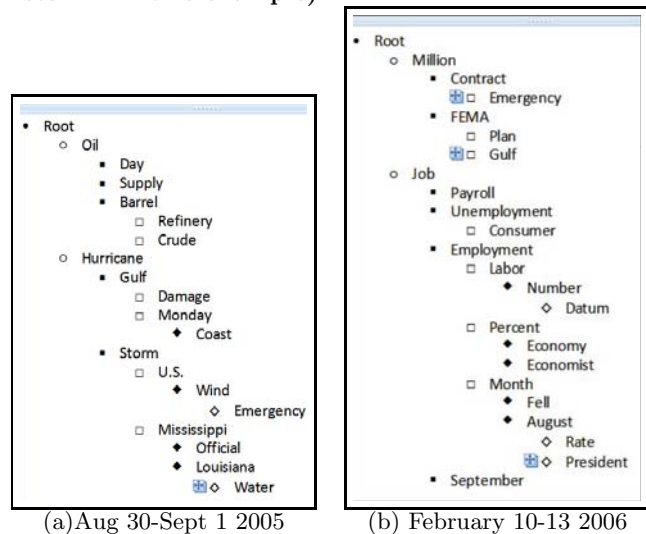 Root
Oil
Day
Supply
Barrel
Refinery
Crude
Hurricane
Gulf
Damage
Monday
Coast
Storm
U.S.
Wind
Emergency
Mississippi
Official
Louisiana
Water
(a)Aug 30-Sept 1 2005
Root
Million
Contract
Emergency
FEMA
Plan
Gulf
Job
Payroll
Unemployment
Consumer
Employment
Labor
Number
Datum
Percent
Economy
Economist
Month
Fell
August
Rate
President
September
(b) February 10-13 2006